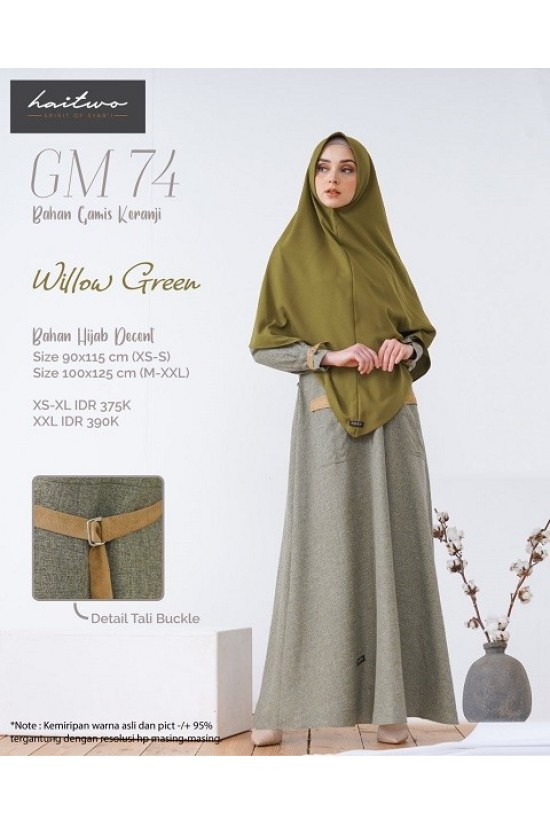 haitwo
SPIRIT OF SYAR'I
GM 74
Bahan Gamis Keranji
Willow Green
Bahan Hijab Decent
Size 90x115 cm (XS-S)
Size 100x125 cm (M-XXL)
XS-XL IDR 375K
XXL IDR 390K
Detail Tali Buckle
*Note : Kemiripan warna asli dan pict -/+ 95%
tergantung dengan resolusi hp masing-masing.